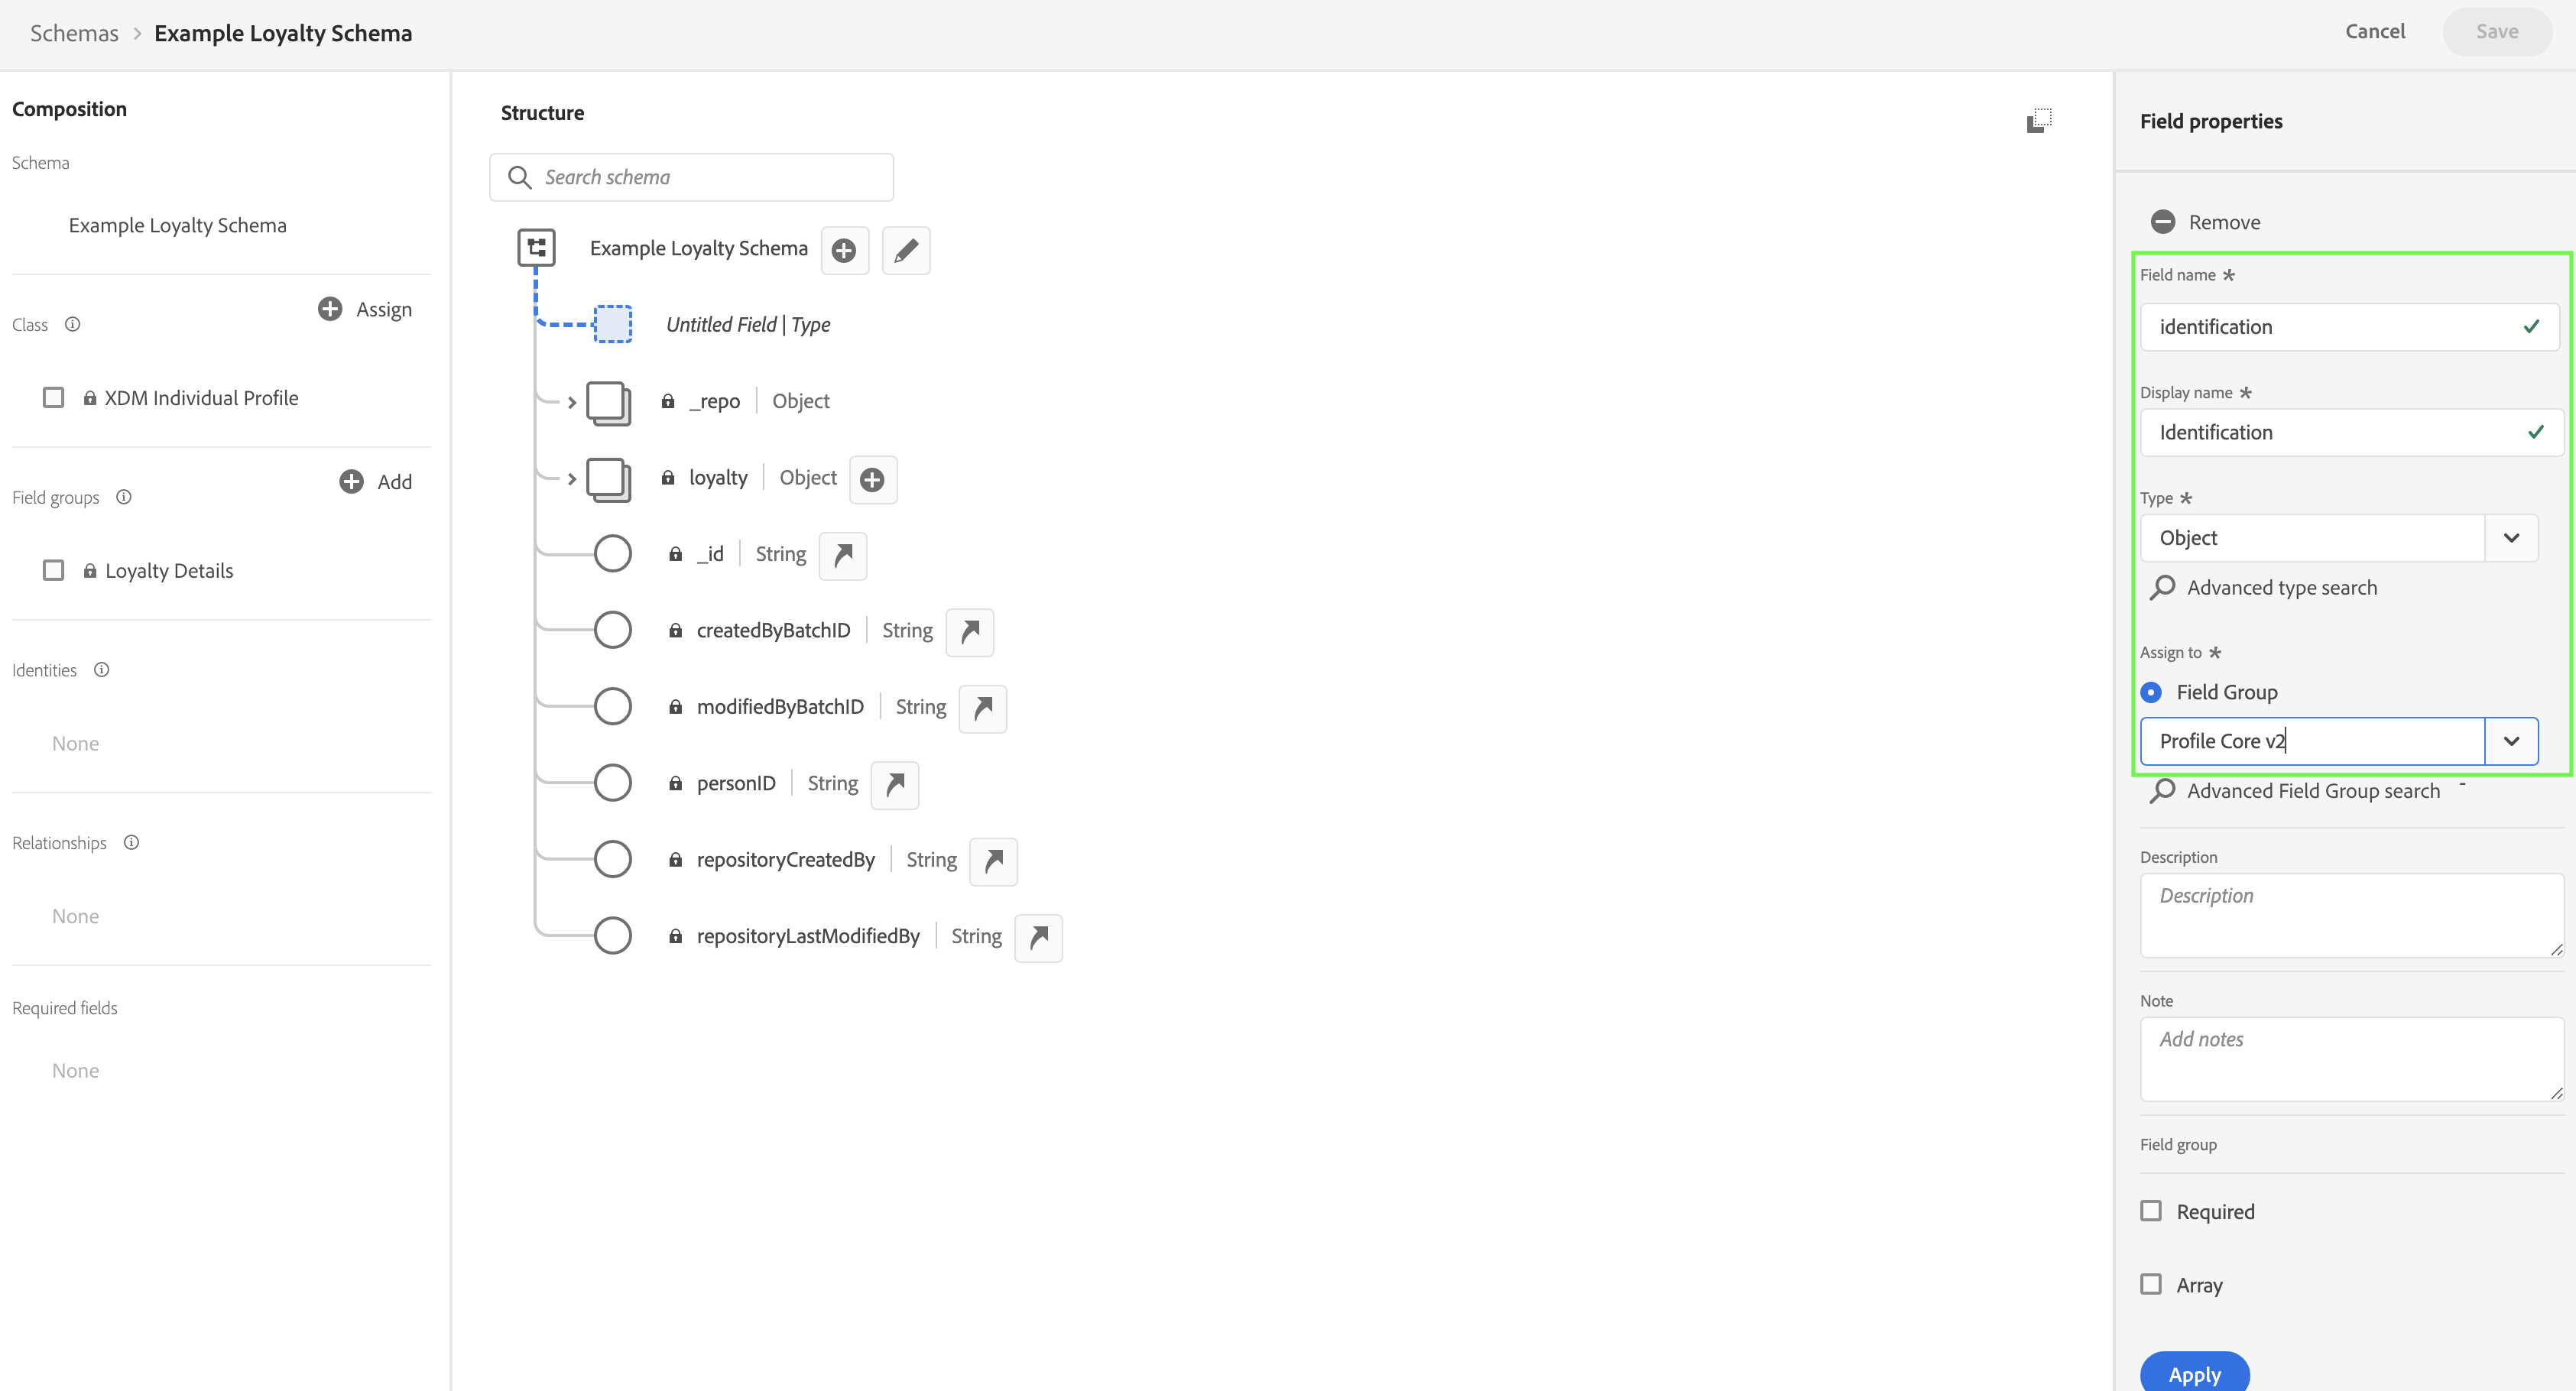 Schemas > Example Loyalty Schema
Cancel
Save
Composition
Schema
Example Loyalty Schema
Class
Assign
XDM Individual Profile
Field groups
Add
Loyalty Details
Identities
None
Relationships
None
Required fields
None
Structure
Search schema
Example Loyalty Schema
Untitled Field | Type
_repo | Object
loyalty | Object
_id | String
createdByBatchID | String
modifiedByBatchID | String
personID | String
repositoryCreatedBy | String
repositoryLastModifiedBy | String
Field properties
Remove
Field name *
identification
Display name *
Identification
Type *
Object
Advanced type search
Assign to *
Field Group
Profile Core v2
Advanced Field Group search
Description
Description
Note
Add notes
Field group
Required
Array
Apply